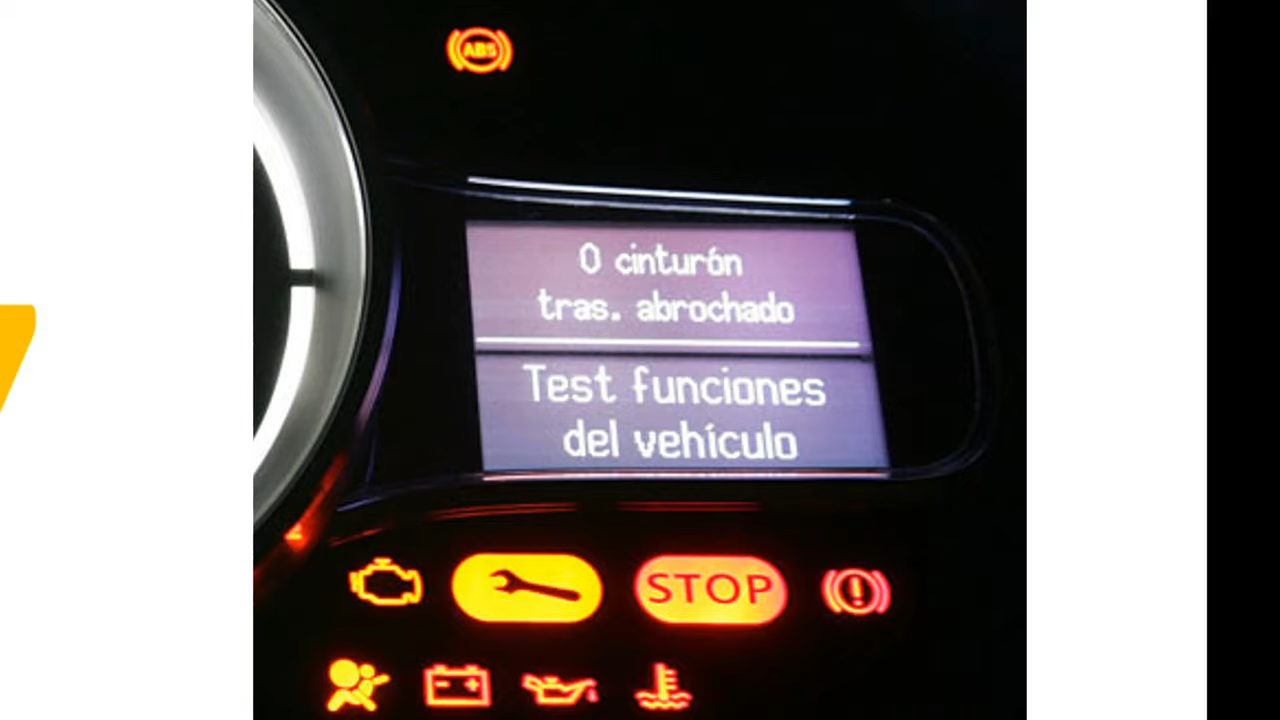 ABS
0 cinturón
tras. abrochado
Test funciones
del vehículo
STOP